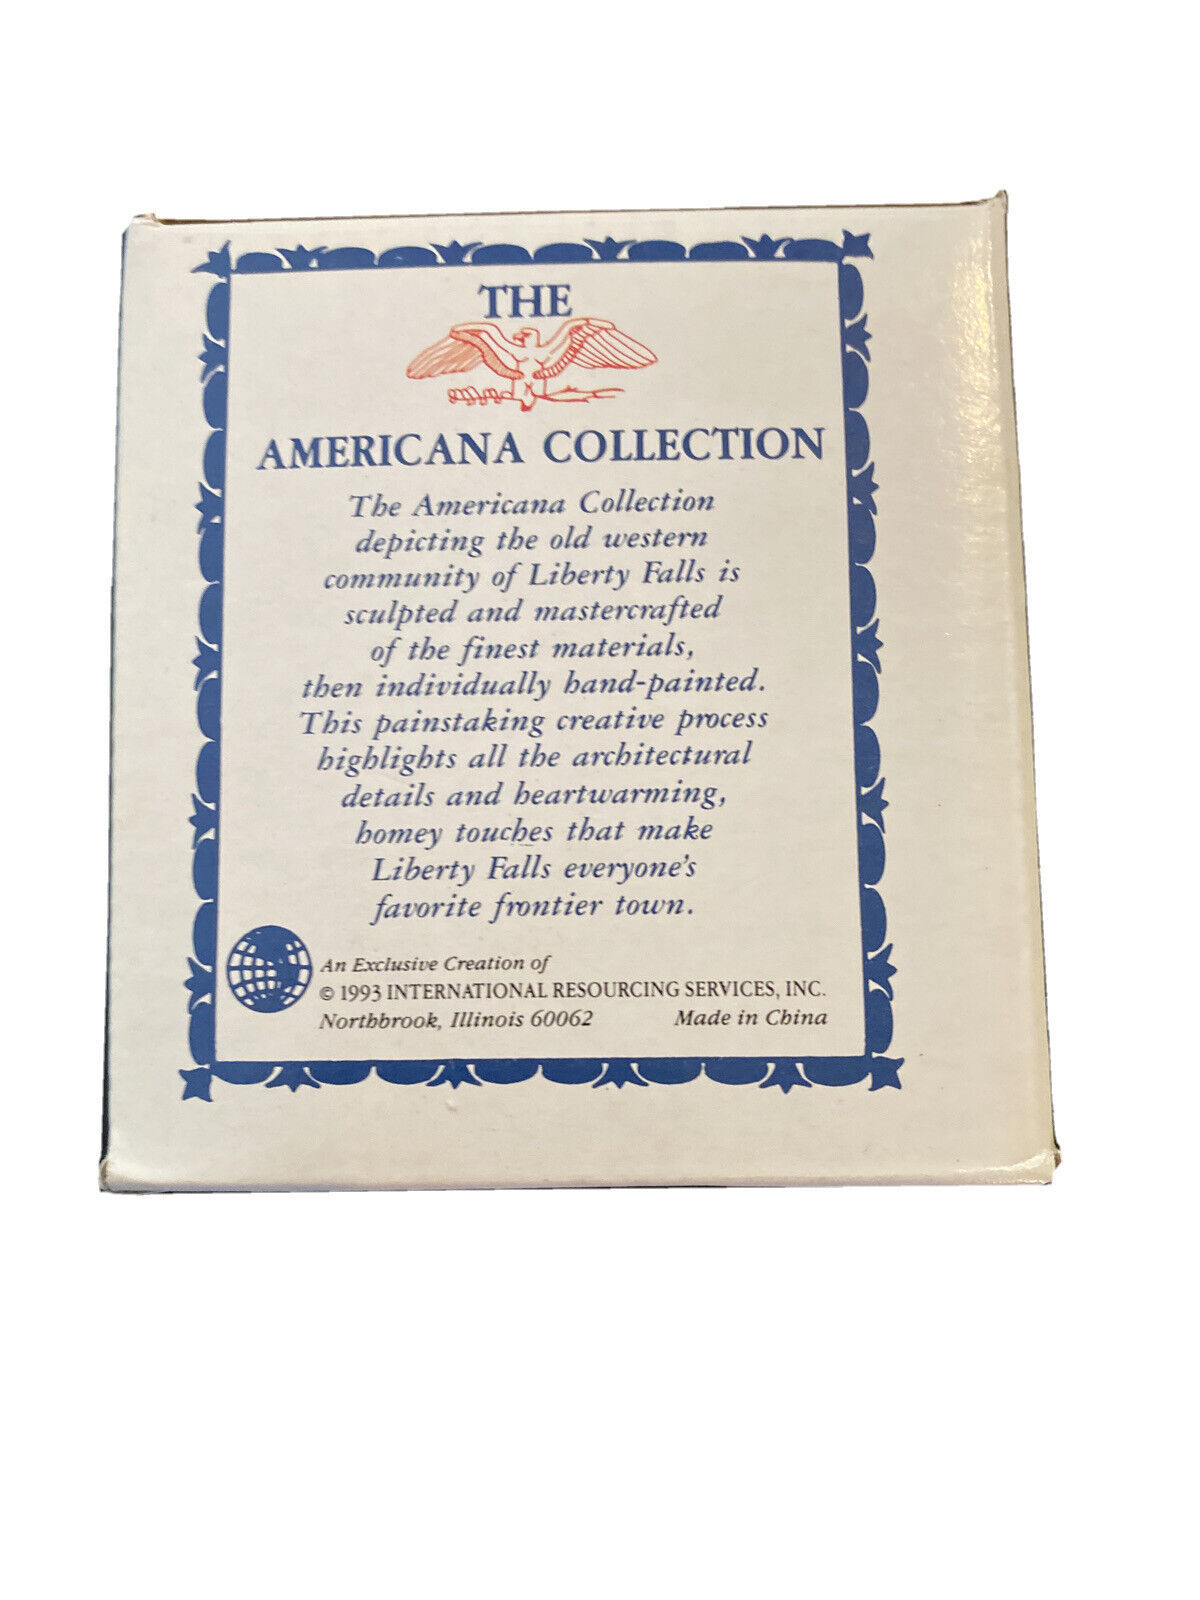 THE
AMERICANA COLLECTION
The Americana Collection
depicting the old western
community of Liberty Falls is
sculpted and mastercrafted
of the finest materials,
then individually hand-painted.
This painstaking creative process
highlights all the architectural
details and heartwarming,
homey touches that make
Liberty Falls everyone's
favorite frontier town.
An Exclusive Creation of
© 1993 INTERNATIONAL RESOURCING SERVICES, INC.
Northbrook, Illinois 60062 Made in China